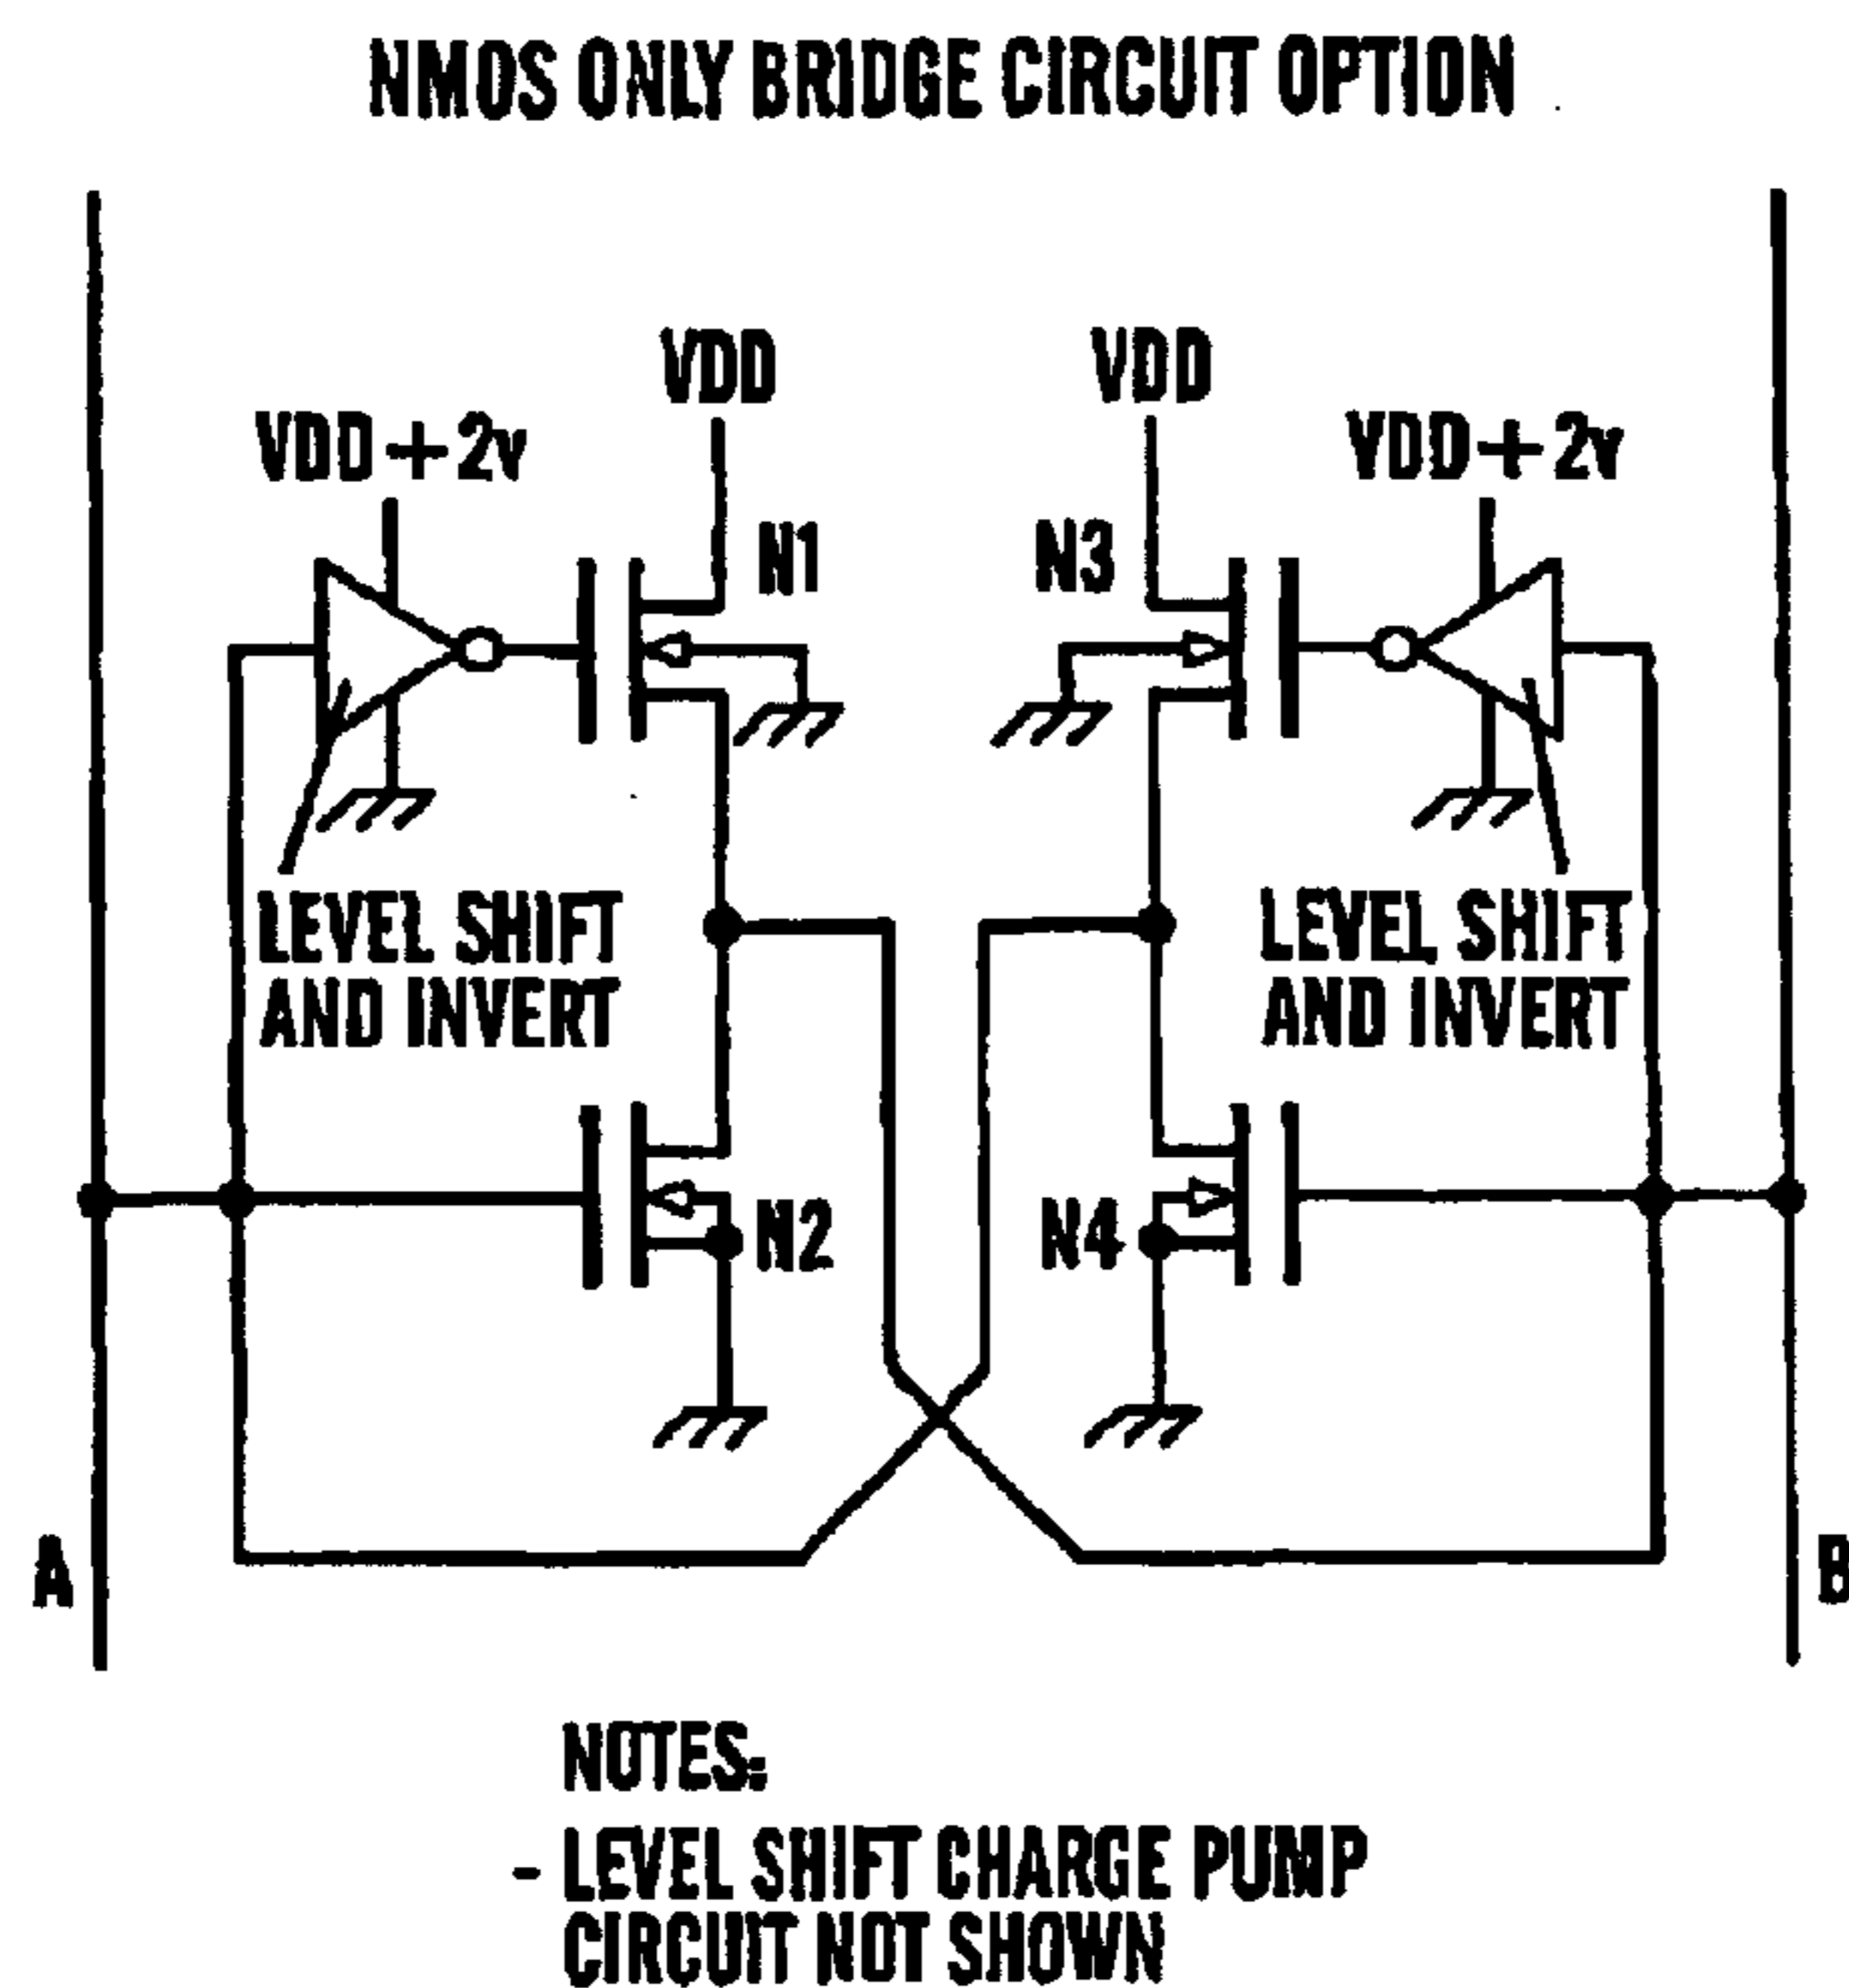 NMOS ONLY BRIDGE CIRCUIT OPTION
VDD
VDD
VDD + 2v
VDD + 2v
N1
N3
LEVEL SHIFT
AND INVERT
LEVEL SHIFT
AND INVERT
N2
N4
A
B
NOTES:
- LEVEL SHIFT CHARGE PUMP
CIRCUIT NOT SHOWN